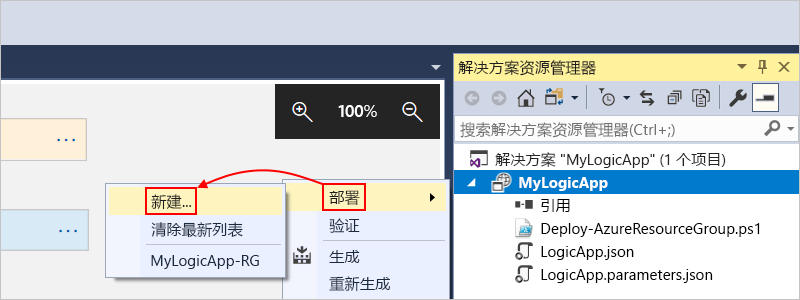 100%
新建...
清除最新列表
MyLogicApp-RG
部署
验证
生成
重新生成
解决方案资源管理器
搜索解决方案资源管理器(Ctrl+;)
解决方案 "MyLogicApp" (1 个项目)
MyLogicApp
引用
Deploy-AzureResourceGroup.ps1
LogicApp.json
LogicApp.parameters.json